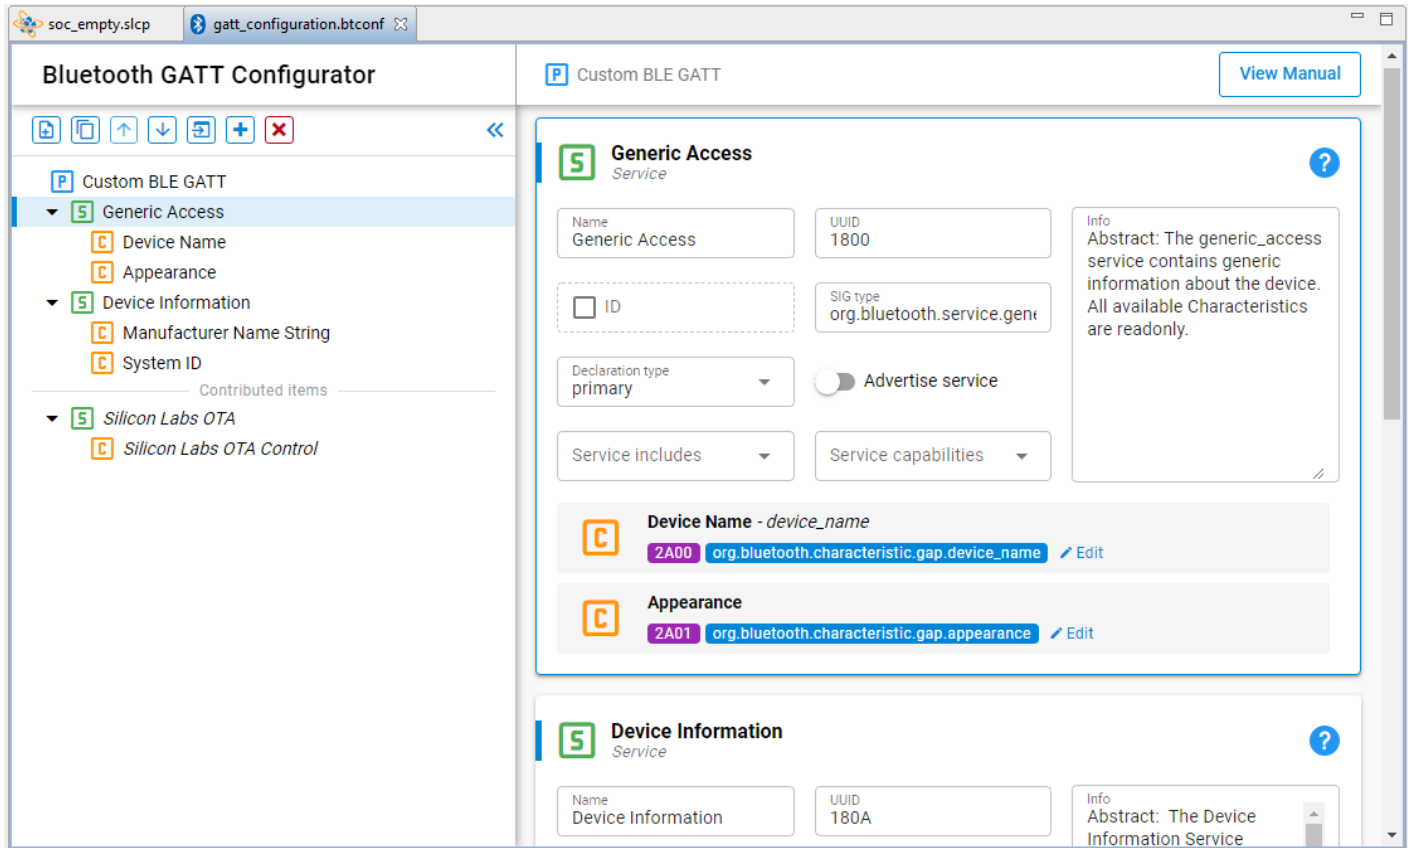 soc_empty.slcp
gatt_configuration.btconf
Bluetooth GATT Configurator
P Custom BLE GATT
S Generic Access
C Device Name
C Appearance
S Device Information
C Manufacturer Name String
C System ID
Contributed items
S Silicon Labs OTA
C Silicon Labs OTA Control
P Custom BLE GATT
View Manual
S Generic Access
Service
?
Name
Generic Access
UUID
1800
Info
Abstract: The generic_access
service contains generic
information about the device.
All available Characteristics
are readonly.
ID
SIG type
org.bluetooth.service.gene
Declaration type
primary
Advertise service
Service includes
Service capabilities
C Device Name - device_name
2A00 org.bluetooth.characteristic.gap.device_name Edit
C Appearance
2A01 org.bluetooth.characteristic.gap.appearance Edit
S Device Information
Service
?
Name
Device Information
UUID
180A
Info
Abstract: The Device
Information Service